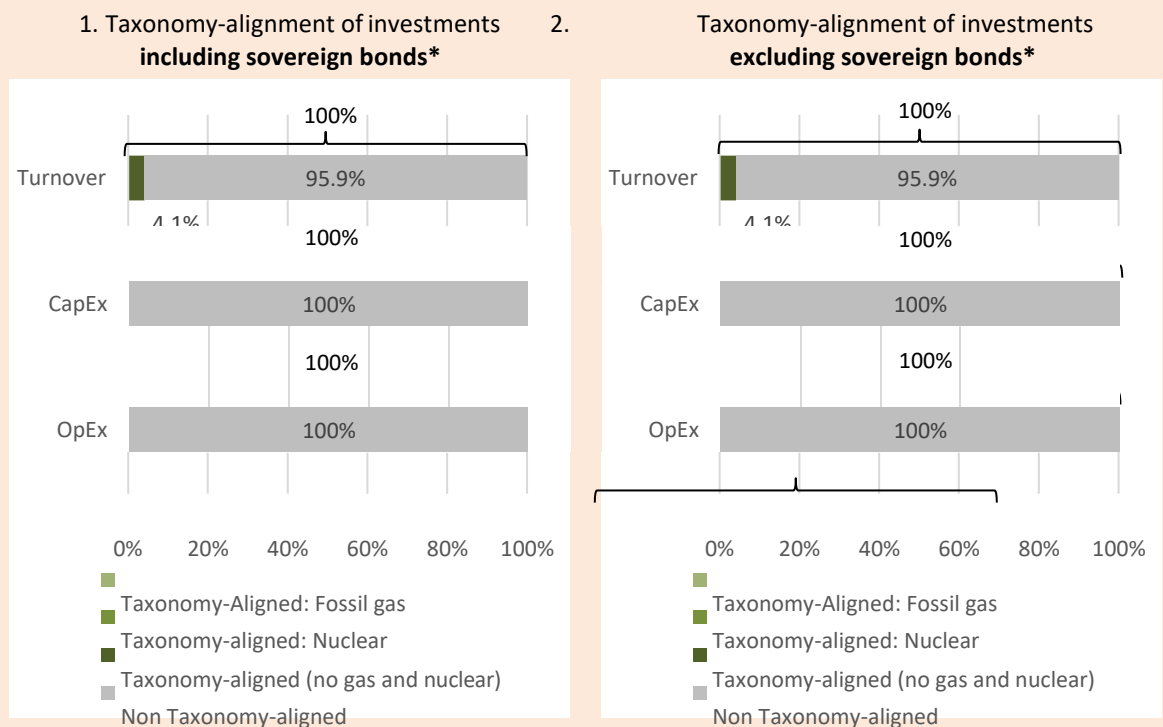 1. Taxonomy-alignment of investments
including sovereign bonds*
100%
Turnover
95.9%
4.1%
100%
CapEx
100%
100%
OpEx
100%
0% 20% 40% 60% 80% 100%
Taxonomy-Aligned: Fossil gas
Taxonomy-aligned: Nuclear
Taxonomy-aligned (no gas and nuclear)
Non Taxonomy-aligned
2. Taxonomy-alignment of investments
excluding sovereign bonds*
100%
Turnover
95.9%
4.1%
100%
CapEx
100%
100%
OpEx
100%
0% 20% 40% 60% 80% 100%
Taxonomy-Aligned: Fossil gas
Taxonomy-aligned: Nuclear
Taxonomy-aligned (no gas and nuclear)
Non Taxonomy-aligned